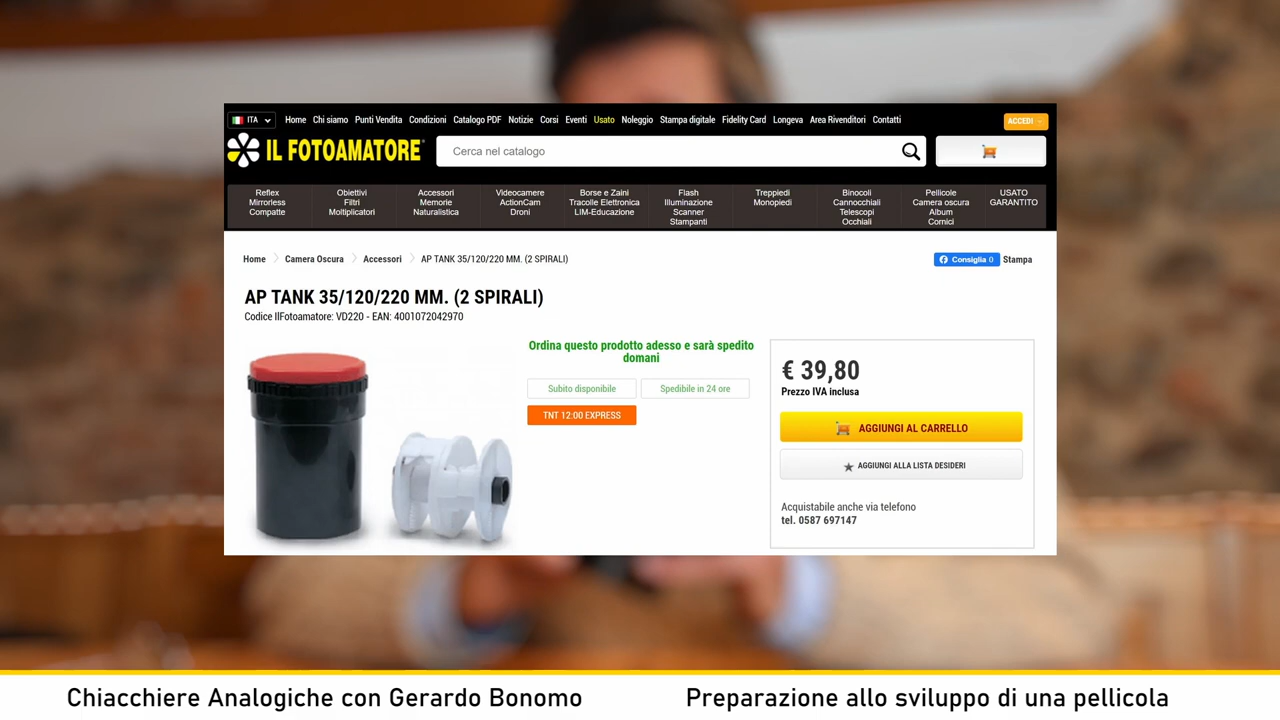 ITA
Home Chi siamo Punti Vendita Condizioni Catalogo PDF Notizie Corsi Eventi Usato Noleggio Stampa digitale Fidelity Card Longeva Area Rivenditori Contatti
ACCEDI
IL FOTOAMATORE
Cerca nel catalogo
Reflex
Mirrorless
Compatte
Obiettivi
Filtri
Moltiplicatori
Accessori
Memorie
Naturalistica
Videocamere
ActionCam
Droni
Borse e Zaini
Tracolle Elettronica
LIM-Educazione
Flash
Illuminazione
Scanner
Stampanti
Treppiedi
Monopiedi
Binocoli
Cannocchiali
Telescopi
Occhiali
Pellicole
Camera oscura
Album
Cornici
USATO
GARANTITO
Home Camera Oscura Accessori AP TANK 35/120/220 MM. (2 SPIRALI)
Consiglia 0 Stampa
AP TANK 35/120/220 MM. (2 SPIRALI)
Codice IlFotoamatore: VD220 - EAN: 4001072042970
Ordina questo prodotto adesso e sarà spedito
domani
Subito disponibile
Spedibile in 24 ore
TNT 12:00 EXPRESS
€ 39,80
Prezzo IVA inclusa
AGGIUNGI AL CARRELLO
AGGIUNGI ALLA LISTA DESIDERI
Acquistabile anche via telefono
tel. 0587 697147
Chiacchiere Analogiche con Gerardo Bonomo
Preparazione allo sviluppo di una pellicola